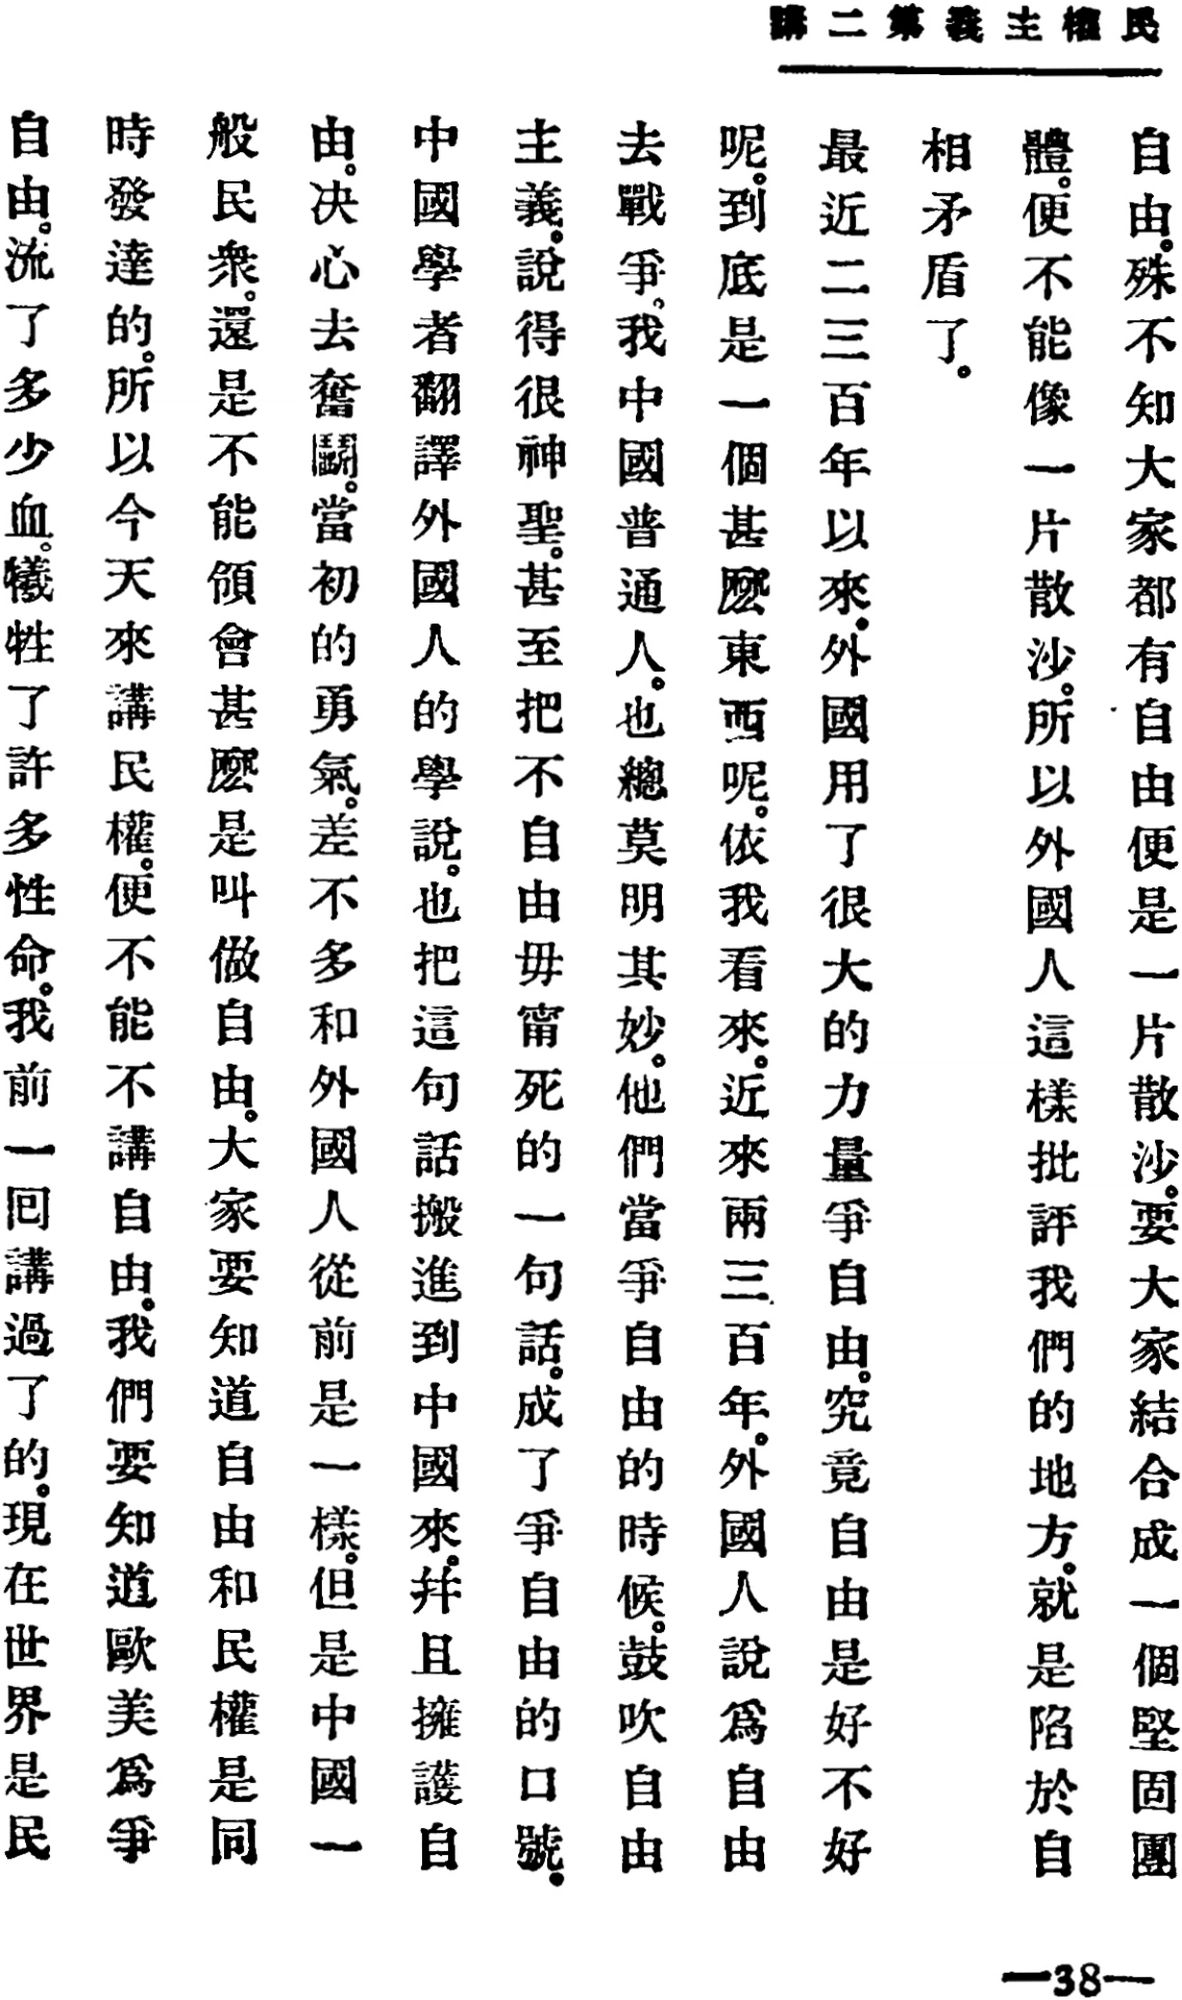 民權主義第二講
自由。殊不知大家都有自由便是一片散沙。要大家結合成一個堅固團
體。便不能像一片散沙。所以外國人這樣批評我們的地方。就是陷於自
相矛盾了。
最近二三百年以來。外國用了很大的力量爭自由。究竟自由是好不好
呢。到底是一個甚麽東西呢。依我看來。近來兩三百年。外國人說爲自由
去戰爭。我中國普通人。也總莫明其妙。他們當爭自由的時候。鼓吹自由
主義。說得很神聖。甚至把不自由毋甯死的一句話。成了爭自由的口號。
中國學者翻譯外國人的學說。也把這句話搬進到中國來。幷且擁護自
由。决心去奮鬭。當初的勇氣。差不多和外國人從前是一樣。但是中國一
般民衆。還是不能領會甚麽是叫做自由。大家要知道自由和民權是同
時發達的。所以今天來講民權。便不能不講自由。我們要知道歐美爲爭
自由。流了多少血。犧牲了許多性命。我前一回講過了的。現在世界是民
—38—